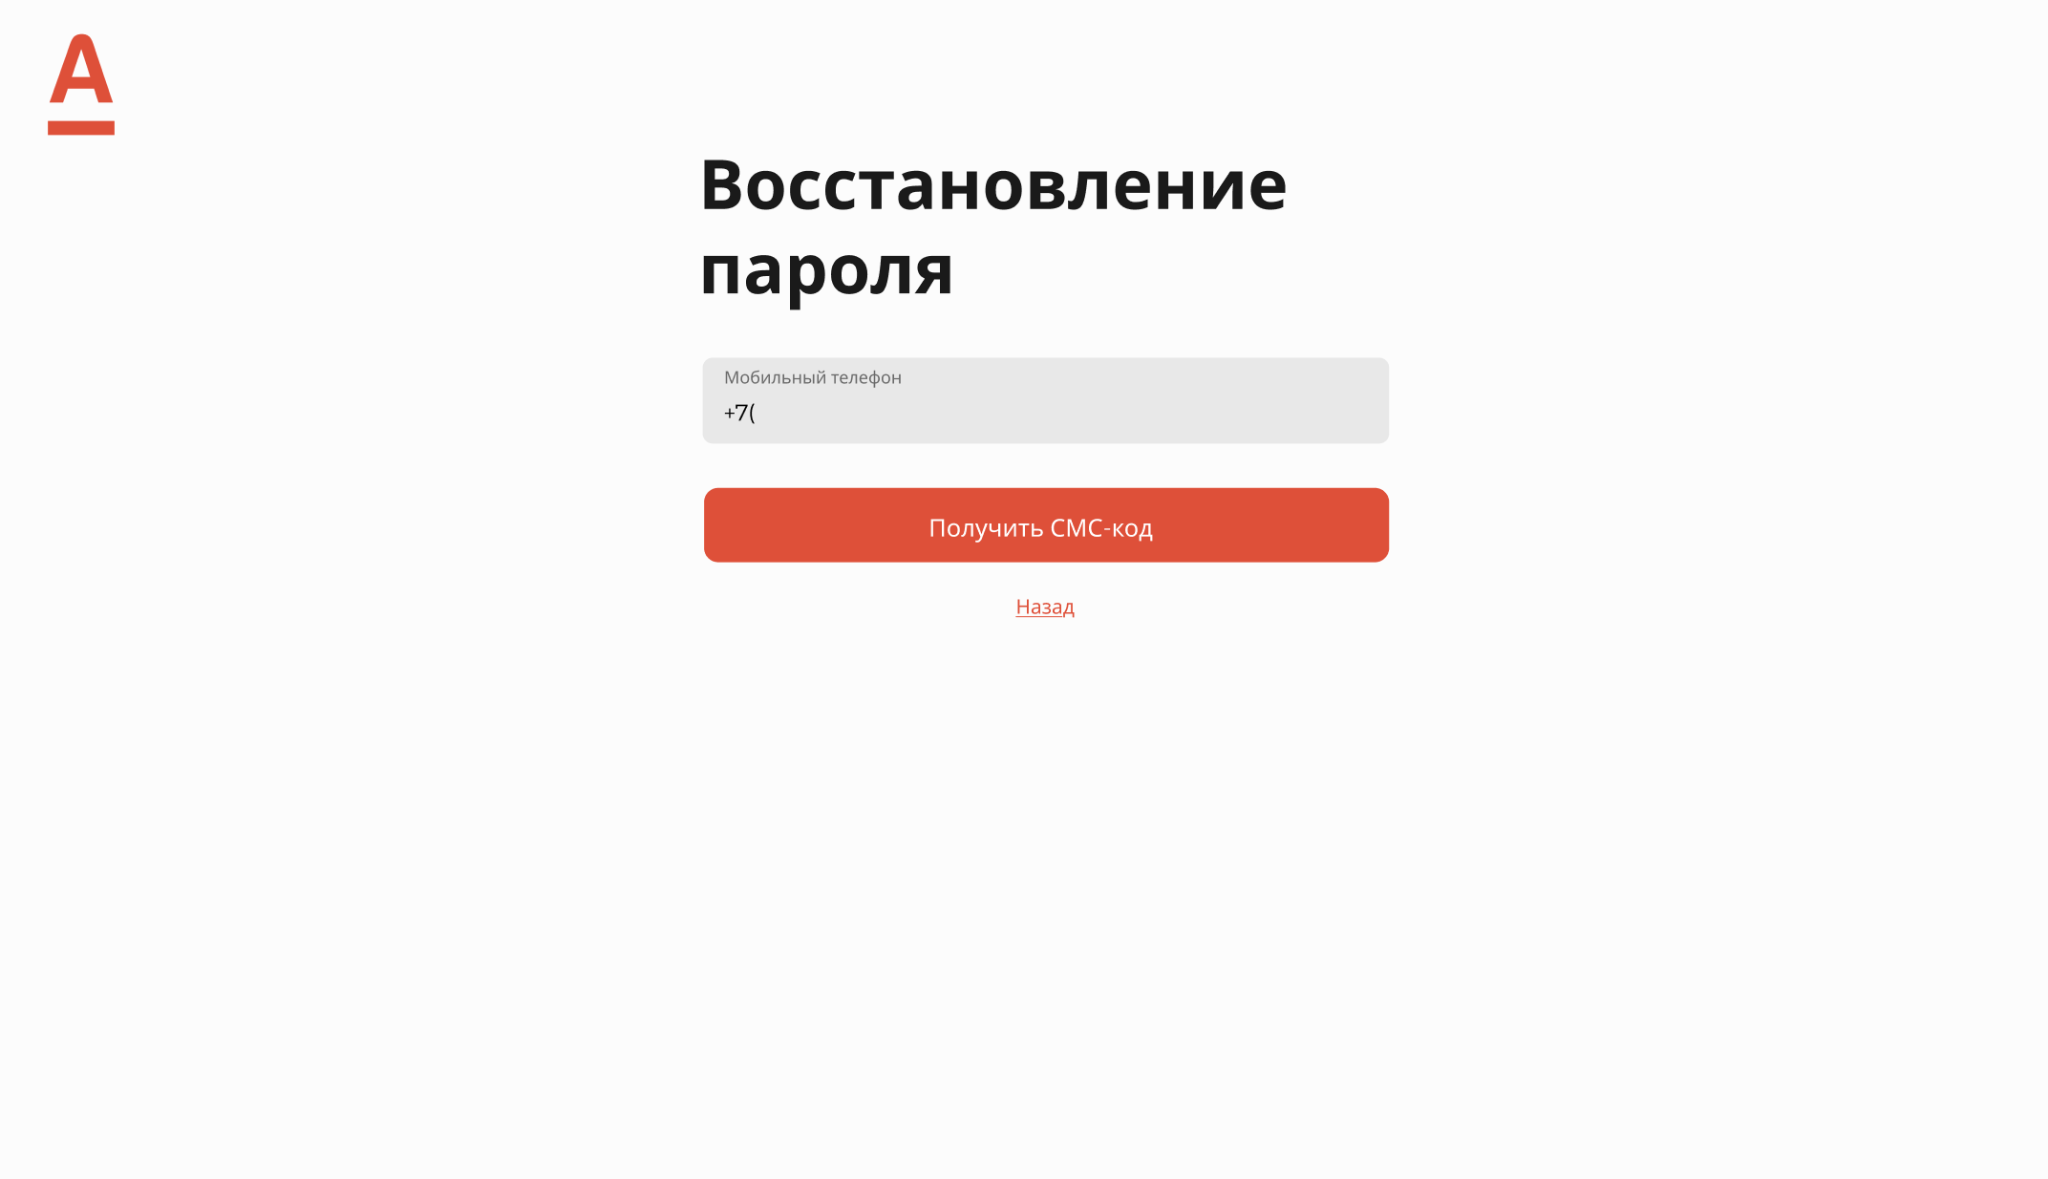 А
Восстановление
пароля
Мобильный телефон
+7(
Получить СМС-код
Назад